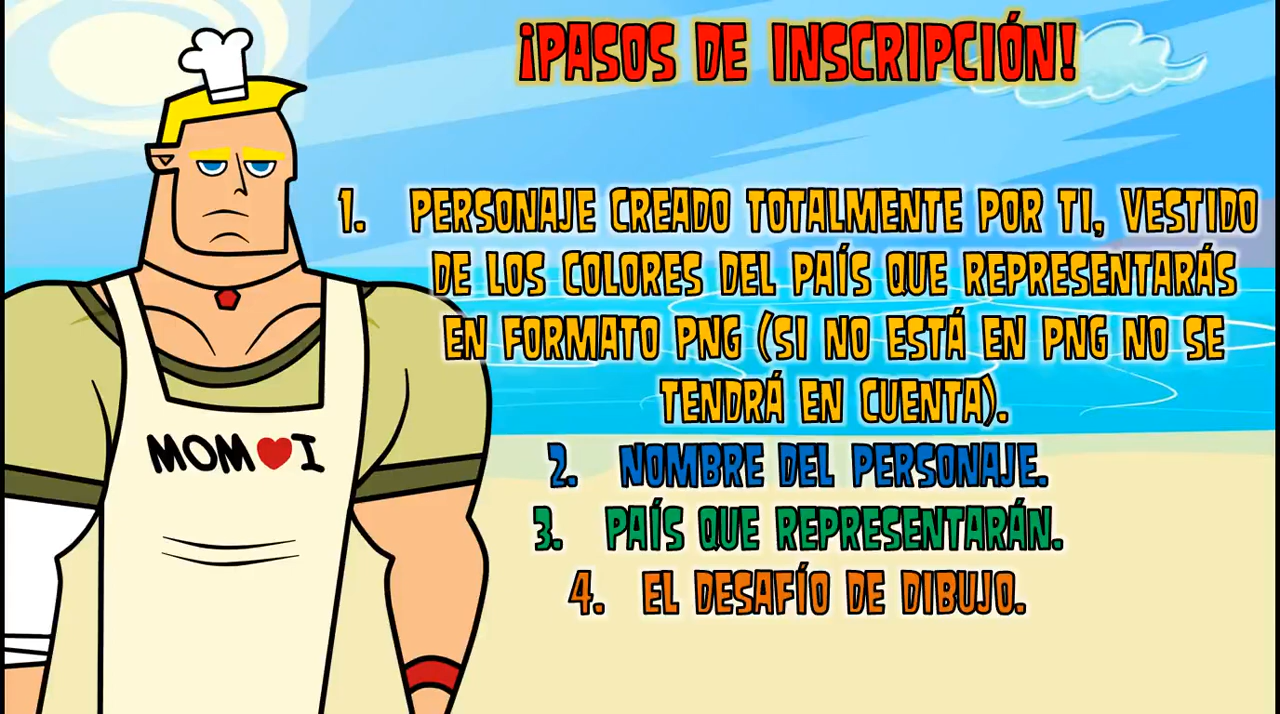 ¡PASOS DE INSCRIPCIÓN!
1. PERSONAJE CREADO TOTALMENTE POR TI, VESTIDO
DE LOS COLORES DEL PAÍS QUE REPRESENTARÁS
EN FORMATO PNG (SI NO ESTÁ EN PNG NO SE
TENDRÁ EN CUENTA).
MOM❤I
2. NOMBRE DEL PERSONAJE.
3. PAÍS QUE REPRESENTARÁN.
4. EL DESAFÍO DE DIBUJO.